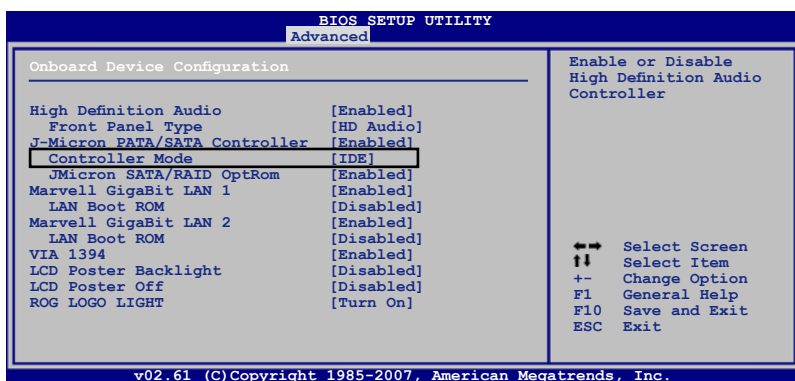 BIOS SETUP UTILITY
Advanced
Onboard Device Configuration
High Definition Audio [Enabled]
Front Panel Type [HD Audio]
J-Micron PATA/SATA Controller [Enabled]
Controller Mode [IDE]
JMicron SATA/RAID OptRom [Enabled]
Marvell GigaBit LAN 1 [Enabled]
LAN Boot ROM [Disabled]
Marvell GigaBit LAN 2 [Enabled]
LAN Boot ROM [Disabled]
VIA 1394 [Enabled]
LCD Poster Backlight [Disabled]
LCD Poster Off [Disabled]
ROG LOGO LIGHT [Turn On]
Enable or Disable
High Definition Audio
Controller
←→ Select Screen
↑↓ Select Item
+- Change Option
F1 General Help
F10 Save and Exit
ESC Exit
v02.61 (C)Copyright 1985-2007, American Megatrends, Inc.